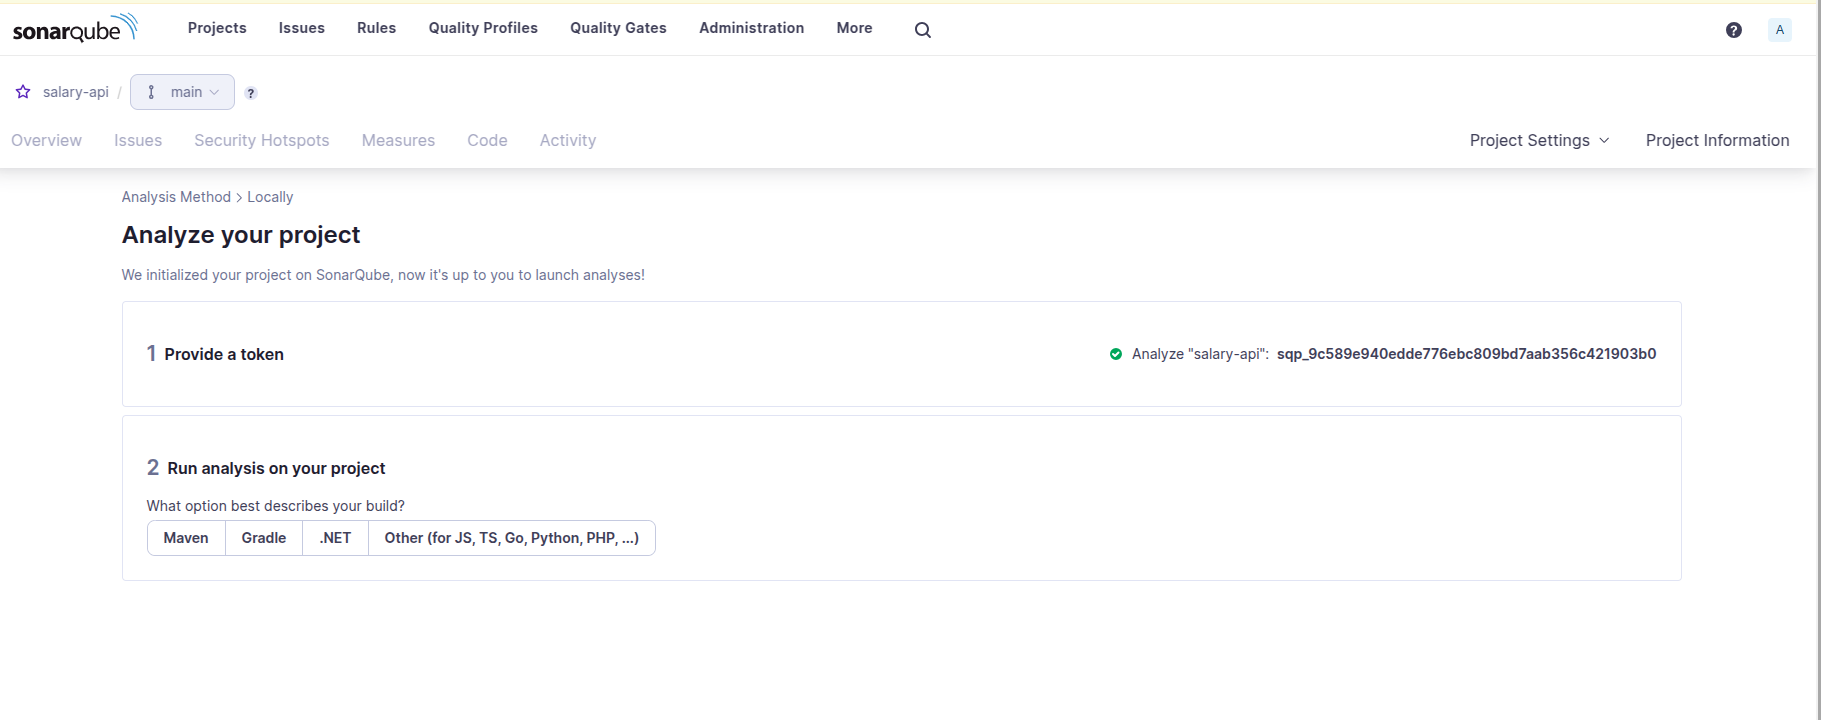 sonarqube Projects Issues Rules Quality Profiles Quality Gates Administration More ? A
salary-api / main ?
Overview Issues Security Hotspots Measures Code Activity Project Settings Project Information
Analysis Method > Locally
Analyze your project
We initialized your project on SonarQube, now it's up to you to launch analyses!
1 Provide a token Analyze "salary-api": sqp_9c589e940edde776ebc809bd7aab356c421903b0
2 Run analysis on your project
What option best describes your build?
Maven Gradle .NET Other (for JS, TS, Go, Python, PHP, ...)